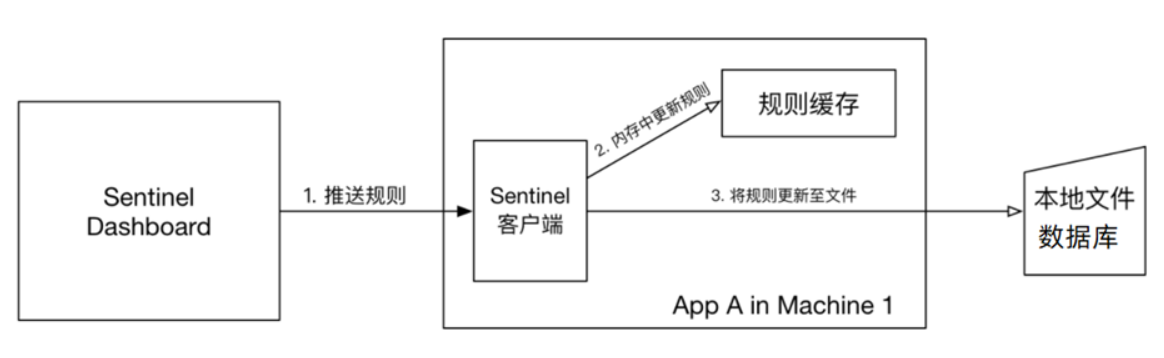 Sentinel
Dashboard
1. 推送规则
Sentinel
客户端
2. 内存中更新规则
规则缓存
3. 将规则更新至文件
本地文件
数据库
App A in Machine 1